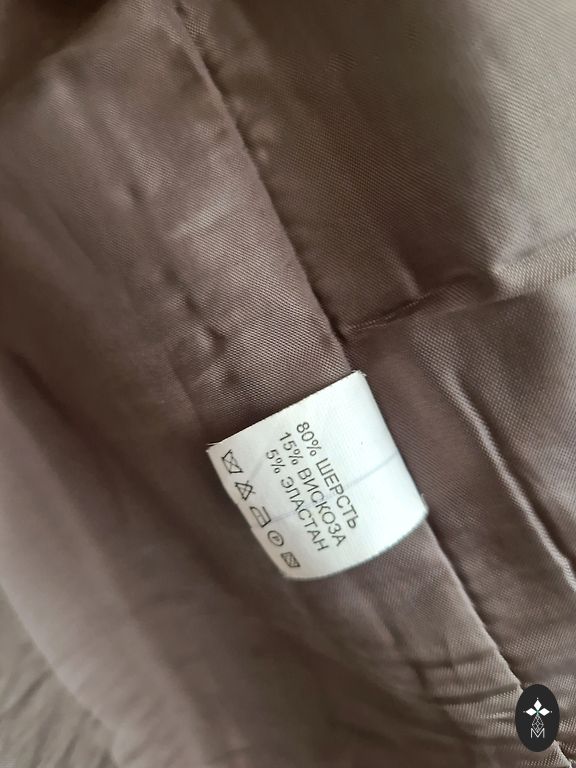 80% ШЕРСТЬ
15% ВИСКОЗА
5% ЭЛАСТАН
P
M